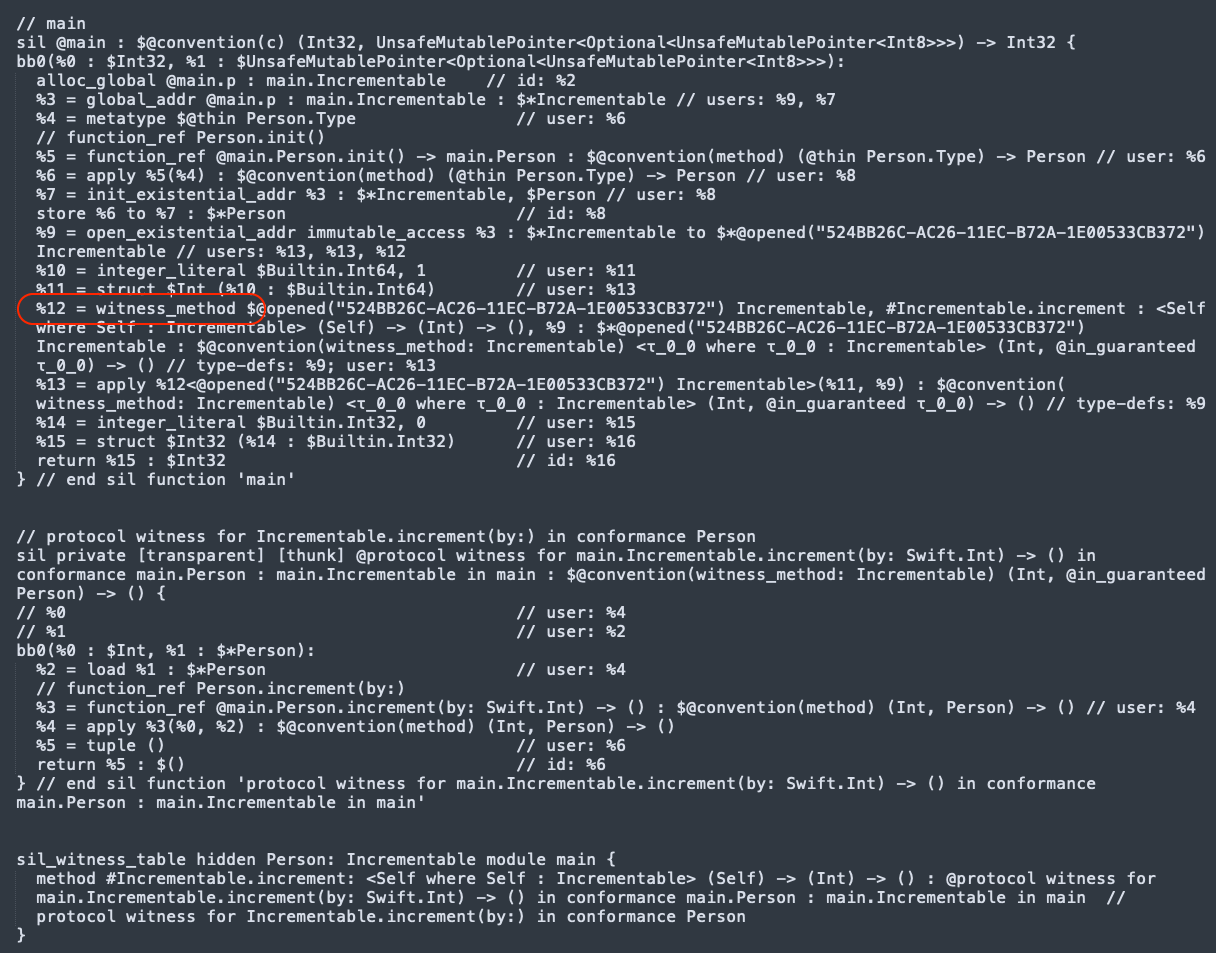 // main
sil @main : $@convention(c) (Int32, UnsafeMutablePointer<Optional<UnsafeMutablePointer<Int8>>>) -> Int32 {
bb0(%0 : $Int32, %1 : $UnsafeMutablePointer<Optional<UnsafeMutablePointer<Int8>>>):
  alloc_global @main.p : main.Incrementable    // id: %2
  %3 = global_addr @main.p : main.Incrementable : $*Incrementable // users: %9, %7
  %4 = metatype $@thin Person.Type                // user: %6
  // function_ref Person.init()
  %5 = function_ref @main.Person.init() -> main.Person : $@convention(method) (@thin Person.Type) -> Person // user: %6
  %6 = apply %5(%4) : $@convention(method) (@thin Person.Type) -> Person // user: %8
  %7 = init_existential_addr %3 : $*Incrementable, $Person // user: %8
  store %6 to %7 : $*Person                       // id: %8
  %9 = open_existential_addr immutable_access %3 : $*Incrementable to $*@opened("524BB26C-AC26-11EC-B72A-1E00533CB372")
  Incrementable // users: %13, %13, %12
  %10 = integer_literal $Builtin.Int64, 1         // user: %11
  %11 = struct $Int (%10 : $Builtin.Int64)        // user: %13
  %12 = witness_method $@opened("524BB26C-AC26-11EC-B72A-1E00533CB372") Incrementable, #Incrementable.increment : <Self
  where Self : Incrementable> (Self) -> (Int) -> (), %9 : $*@opened("524BB26C-AC26-11EC-B72A-1E00533CB372")
  Incrementable : $@convention(witness_method: Incrementable) <τ_0_0 where τ_0_0 : Incrementable> (Int, @in_guaranteed
  τ_0_0) -> () // type-defs: %9; user: %13
  %13 = apply %12<@opened("524BB26C-AC26-11EC-B72A-1E00533CB372") Incrementable>(%11, %9) : $@convention(
  witness_method: Incrementable) <τ_0_0 where τ_0_0 : Incrementable> (Int, @in_guaranteed τ_0_0) -> () // type-defs: %9
  %14 = integer_literal $Builtin.Int32, 0         // user: %15
  %15 = struct $Int32 (%14 : $Builtin.Int32)      // user: %16
  return %15 : $Int32                             // id: %16
} // end sil function 'main'

// protocol witness for Incrementable.increment(by:) in conformance Person
sil private [transparent] [thunk] @protocol witness for main.Incrementable.increment(by: Swift.Int) -> () in
conformance main.Person : main.Incrementable in main : $@convention(witness_method: Incrementable) (Int, @in_guaranteed
Person) -> () {
// %0                                             // user: %4
// %1                                             // user: %2
bb0(%0 : $Int, %1 : $*Person):
  %2 = load %1 : $*Person                         // user: %4
  // function_ref Person.increment(by:)
  %3 = function_ref @main.Person.increment(by: Swift.Int) -> () : $@convention(method) (Int, Person) -> () // user: %4
  %4 = apply %3(%0, %2) : $@convention(method) (Int, Person) -> ()
  %5 = tuple ()                                   // user: %6
  return %5 : $()                                 // id: %6
} // end sil function 'protocol witness for main.Incrementable.increment(by: Swift.Int) -> () in conformance
main.Person : main.Incrementable in main'

sil_witness_table hidden Person: Incrementable module main {
  method #Incrementable.increment: <Self where Self : Incrementable> (Self) -> (Int) -> () : @protocol witness for
  main.Incrementable.increment(by: Swift.Int) -> () in conformance main.Person : main.Incrementable in main  //
  protocol witness for Incrementable.increment(by:) in conformance Person
}